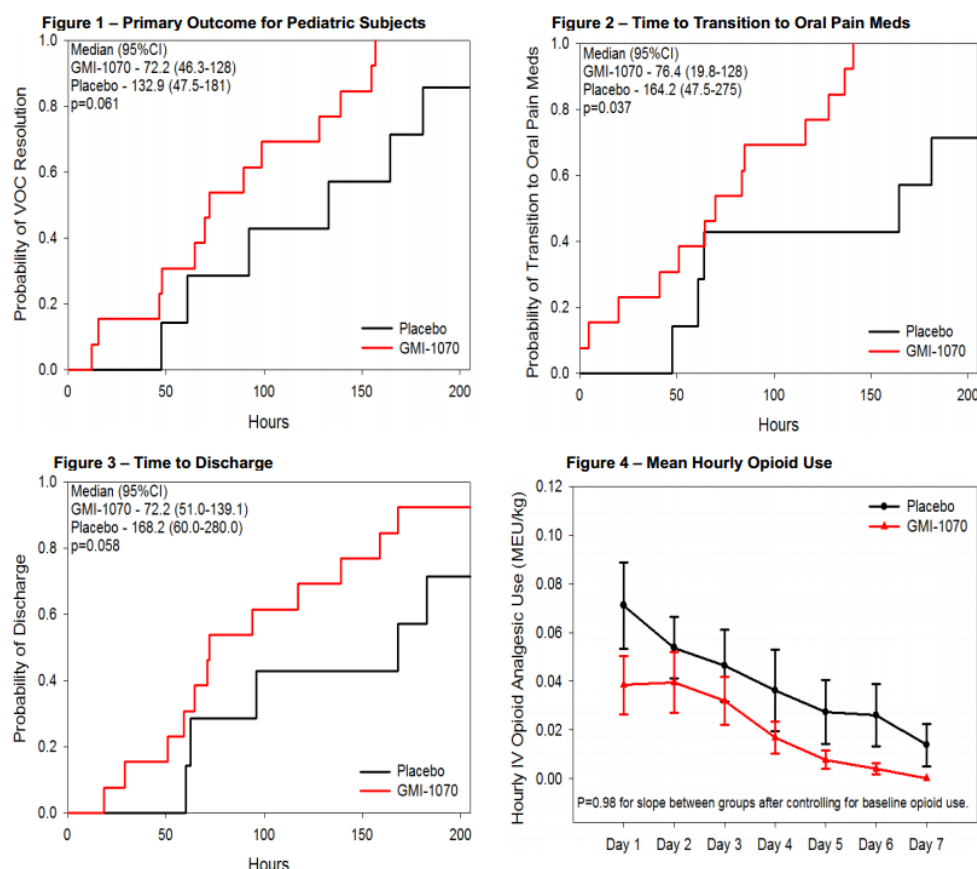 Figure 1 – Primary Outcome for Pediatric Subjects
Median (95%CI)
GMI-1070 - 72.2 (46.3-128)
Placebo - 132.9 (47.5-181)
p=0.061
Probability of VOC Resolution
1.0
0.8
0.6
0.4
0.2
0.0
Placebo
GMI-1070
0 50 100 150 200
Hours
Figure 2 – Time to Transition to Oral Pain Meds
Median (95%CI)
GMI-1070 - 76.4 (19.8-128)
Placebo - 164.2 (47.5-275)
p=0.037
Probability of Transition to Oral Pain Meds
1.0
0.8
0.6
0.4
0.2
0.0
Placebo
GMI-1070
0 50 100 150 200
Hours
Figure 3 – Time to Discharge
Median (95%CI)
GMI-1070 - 72.2 (51.0-139.1)
Placebo - 168.2 (60.0-280.0)
p=0.058
Probability of Discharge
1.0
0.8
0.6
0.4
0.2
0.0
Placebo
GMI-1070
0 50 100 150 200
Hours
Figure 4 – Mean Hourly Opioid Use
Hourly IV Opioid Analgesic Use (MEU/kg)
0.12
0.10
0.08
0.06
0.04
0.02
0.00
Placebo
GMI-1070
P=0.98 for slope between groups after controlling for baseline opioid use.
Day 1 Day 2 Day 3 Day 4 Day 5 Day 6 Day 7